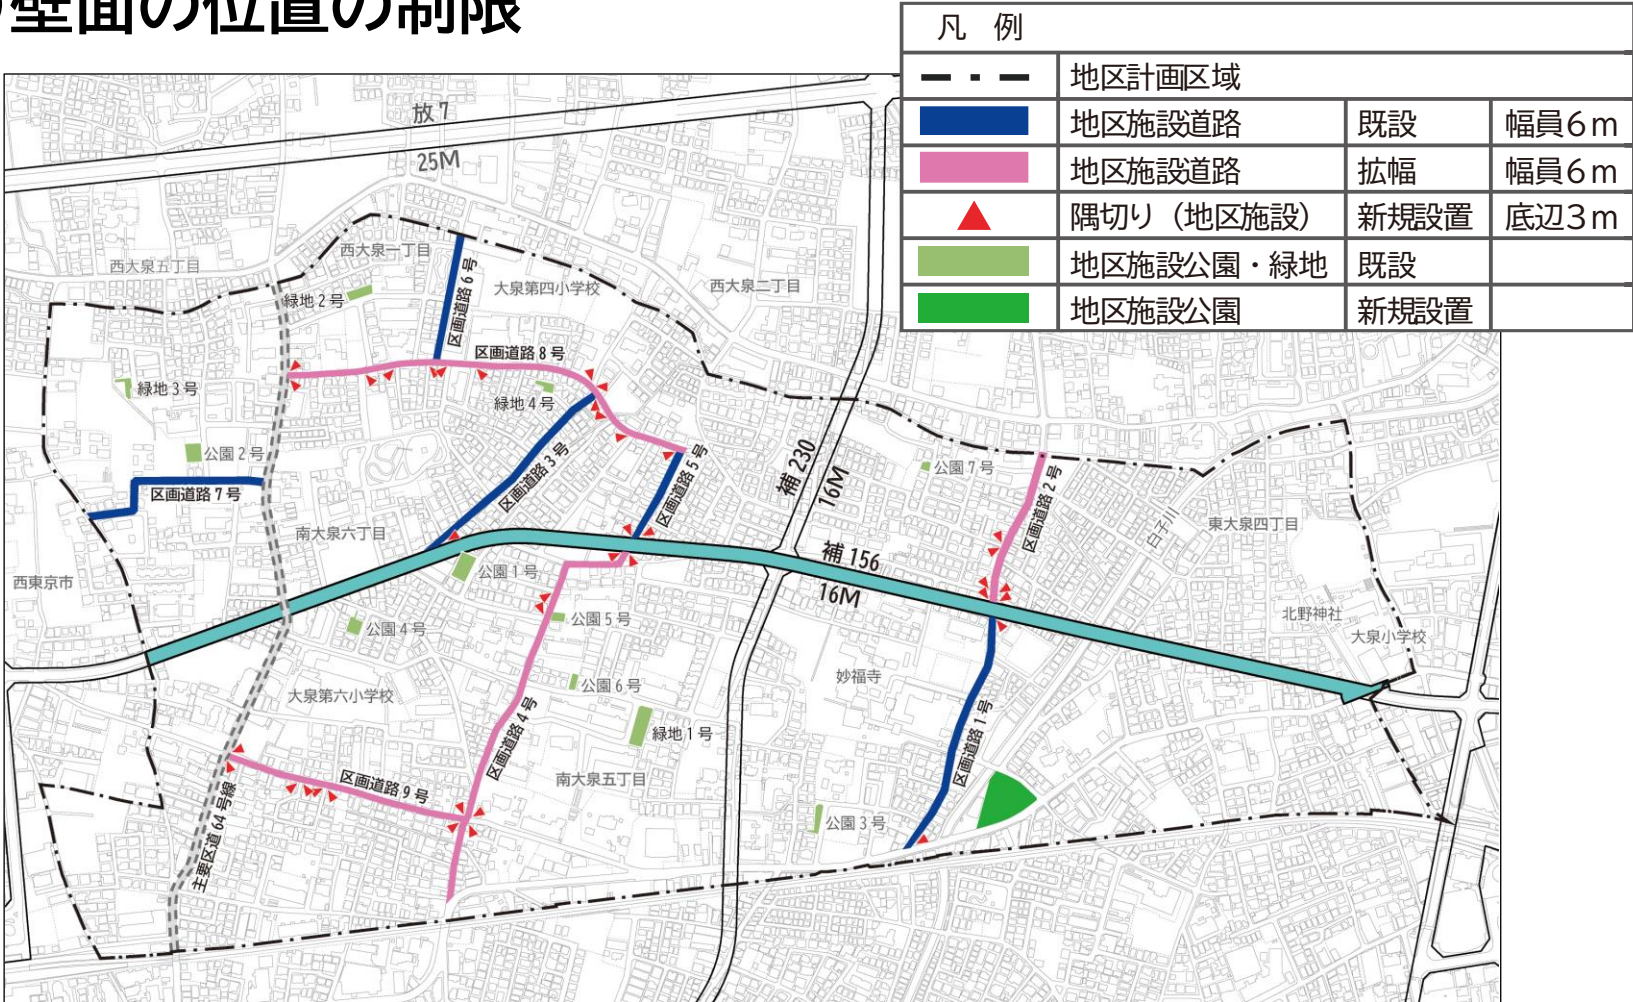 壁面の位置の制限
凡 例
地区計画区域
地区施設道路 既設 幅員6m
地区施設道路 拡幅 幅員6m
隅切り（地区施設） 新規設置 底辺3m
地区施設公園・緑地 既設
地区施設公園 新規設置
放7
25M
西大泉五丁目
西大泉一丁目
緑地2号
区画道路6号
大泉第四小学校
西大泉二丁目
区画道路8号
緑地3号
緑地4号
公園2号
区画道路7号
区画道路3号
区画道路5号
補230
16M
公園7号
区画道路2号
白子川
東大泉四丁目
南大泉六丁目
西東京市
公園1号
補156
16M
公園4号
公園5号
北野神社
大泉小学校
大泉第六小学校
公園6号
妙福寺
緑地1号
区画道路4号
区画道路1号
南大泉五丁目
区画道路9号
主要区道64号線
公園3号